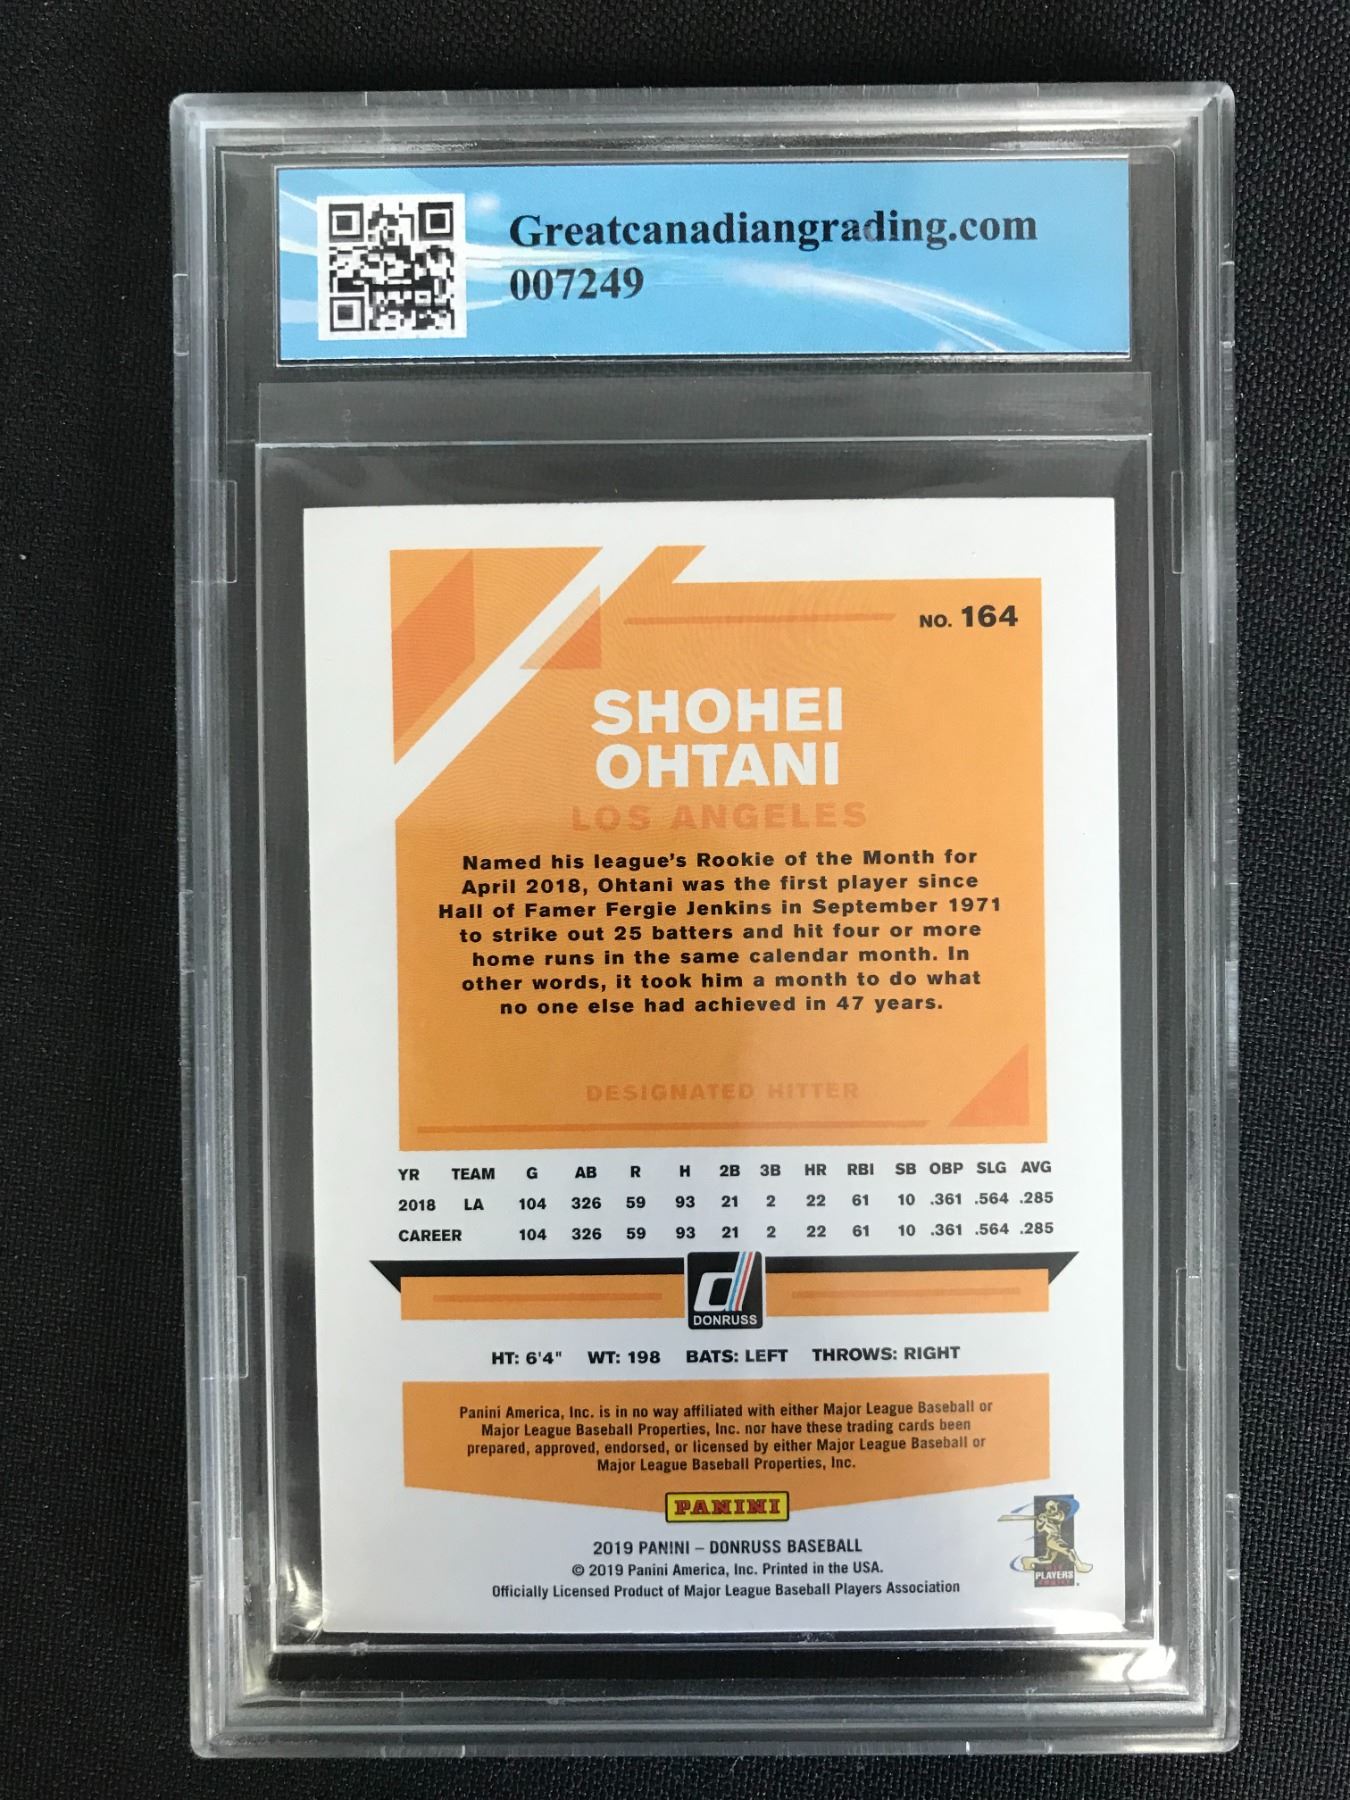 Greatcanadiangrading.com
007249
NO. 164
SHOHEI
OHTANI
LOS ANGELES
Named his league's Rookie of the Month for
April 2018, Ohtani was the first player since
Hall of Famer Fergie Jenkins in September 1971
to strike out 25 batters and hit four or more
home runs in the same calendar month. In
other words, it took him a month to do what
no one else had achieved in 47 years.
DESIGNATED HITTER
YR TEAM G AB R H 2B 3B HR RBI SB OBP SLG AVG
2018 LA 104 326 59 93 21 2 22 61 10 .361 .564 .285
CAREER 104 326 59 93 21 2 22 61 10 .361 .564 .285
DONRUSS
HT: 6'4" WT: 198 BATS: LEFT THROWS: RIGHT
Panini America, Inc. is in no way affiliated with either Major League Baseball or
Major League Baseball Properties, Inc. nor have these trading cards been
prepared, approved, endorsed, or licensed by either Major League Baseball or
Major League Baseball Properties, Inc.
PANINI
2019 PANINI – DONRUSS BASEBALL
© 2019 Panini America, Inc. Printed in the USA.
Officially Licensed Product of Major League Baseball Players Association
PLAYERS